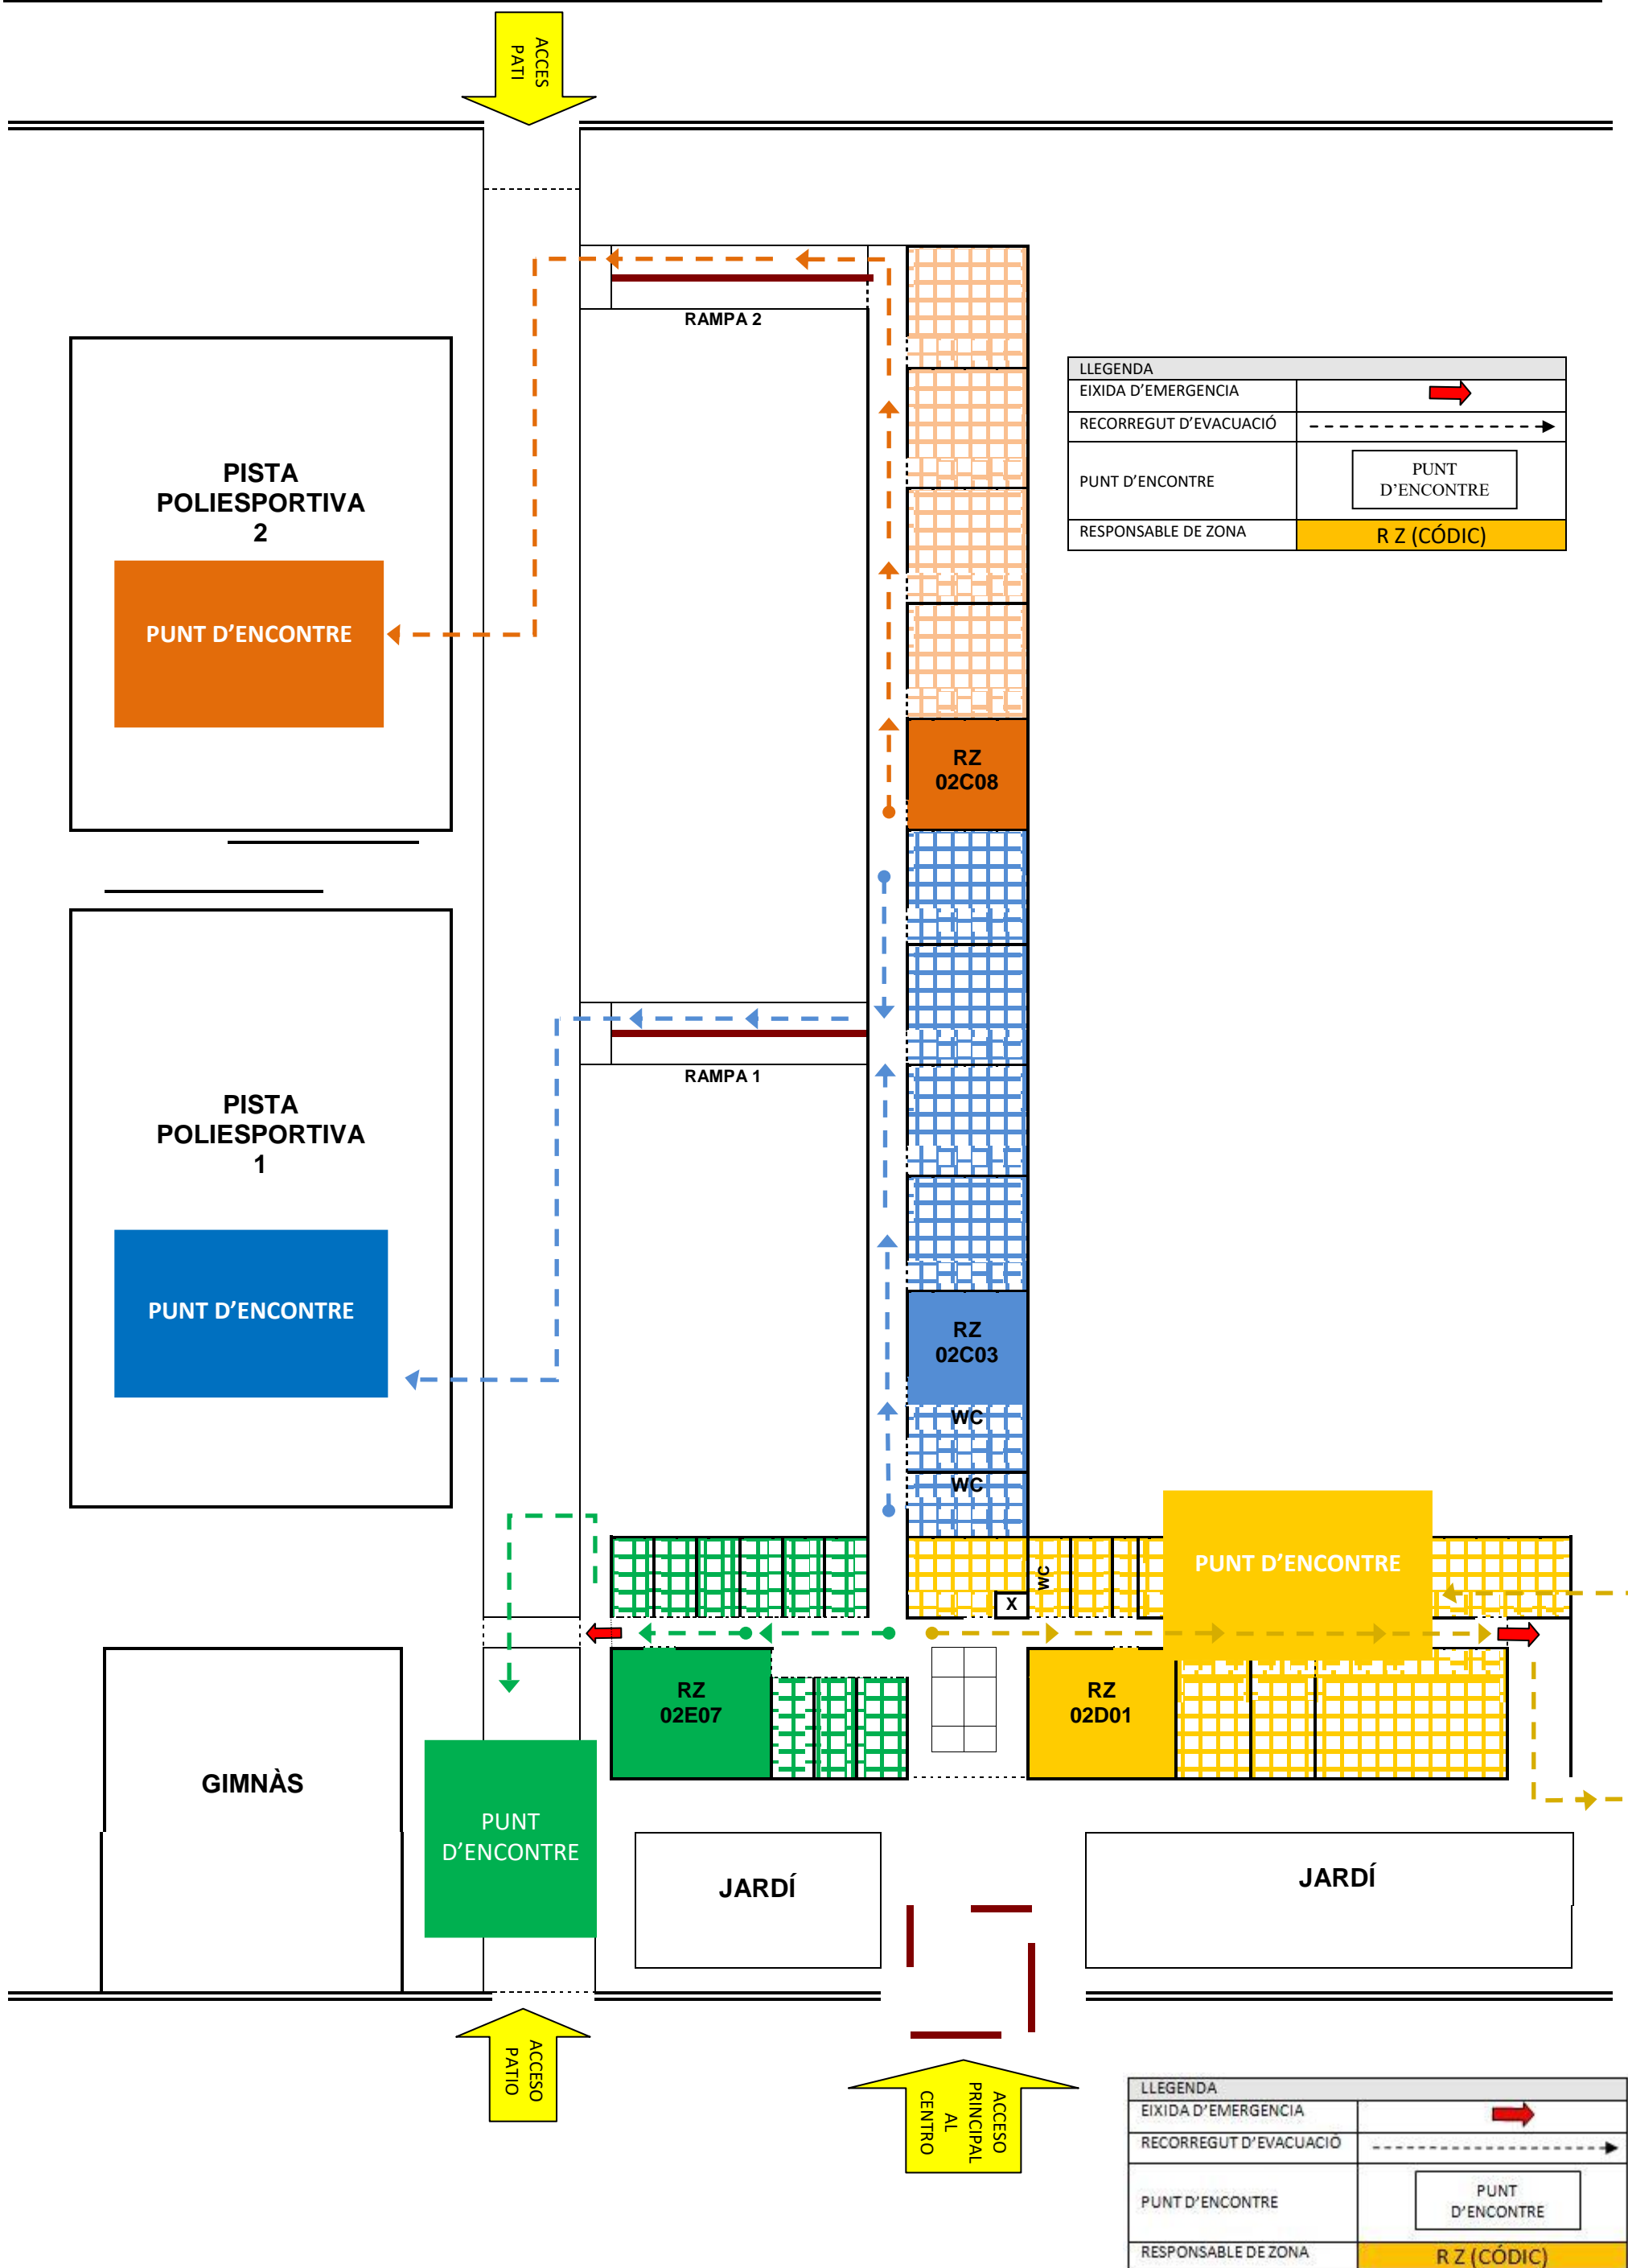 ACCES
PATI
RAMPA 2
LLEGENDA
EIXIDA D'EMERGENCIA
RECORREGUT D'EVACUACIÓ
PUNT D'ENCONTRE
PUNT
D'ENCONTRE
RESPONSABLE DE ZONA
R Z (CÓDIC)
PISTA
POLIESPORTIVA
2
PUNT D'ENCONTRE
RZ
02C08
RAMPA 1
PISTA
POLIESPORTIVA
1
PUNT D'ENCONTRE
RZ
02C03
WC
WC
PUNT D'ENCONTRE
WC
X
RZ
02E07
RZ
02D01
GIMNÀS
PUNT
D'ENCONTRE
JARDÍ
JARDÍ
ACCESO
PATIO
ACCESO
PRINCIPAL
AL
CENTRO
LLEGENDA
EIXIDA D'EMERGENCIA
RECORREGUT D'EVACUACIÓ
PUNT D'ENCONTRE
PUNT
D'ENCONTRE
RESPONSABLE DE ZONA
R Z (CÓDIC)